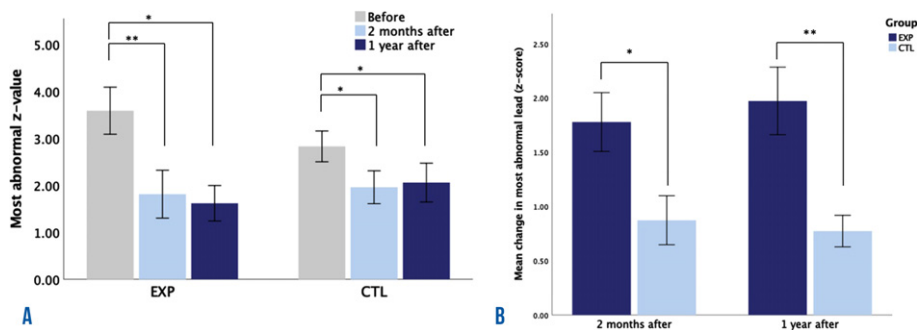 Before
2 months after
1 year after
Most abnormal z-value
5.00
4.00
3.00
2.00
1.00
0.00
*
**
*
*
EXP
CTL
A
Group
EXP
CTL
Mean change in most abnormal lead (z-score)
2.50
2.00
1.50
1.00
0.50
0.00
*
**
2 months after
1 year after
B